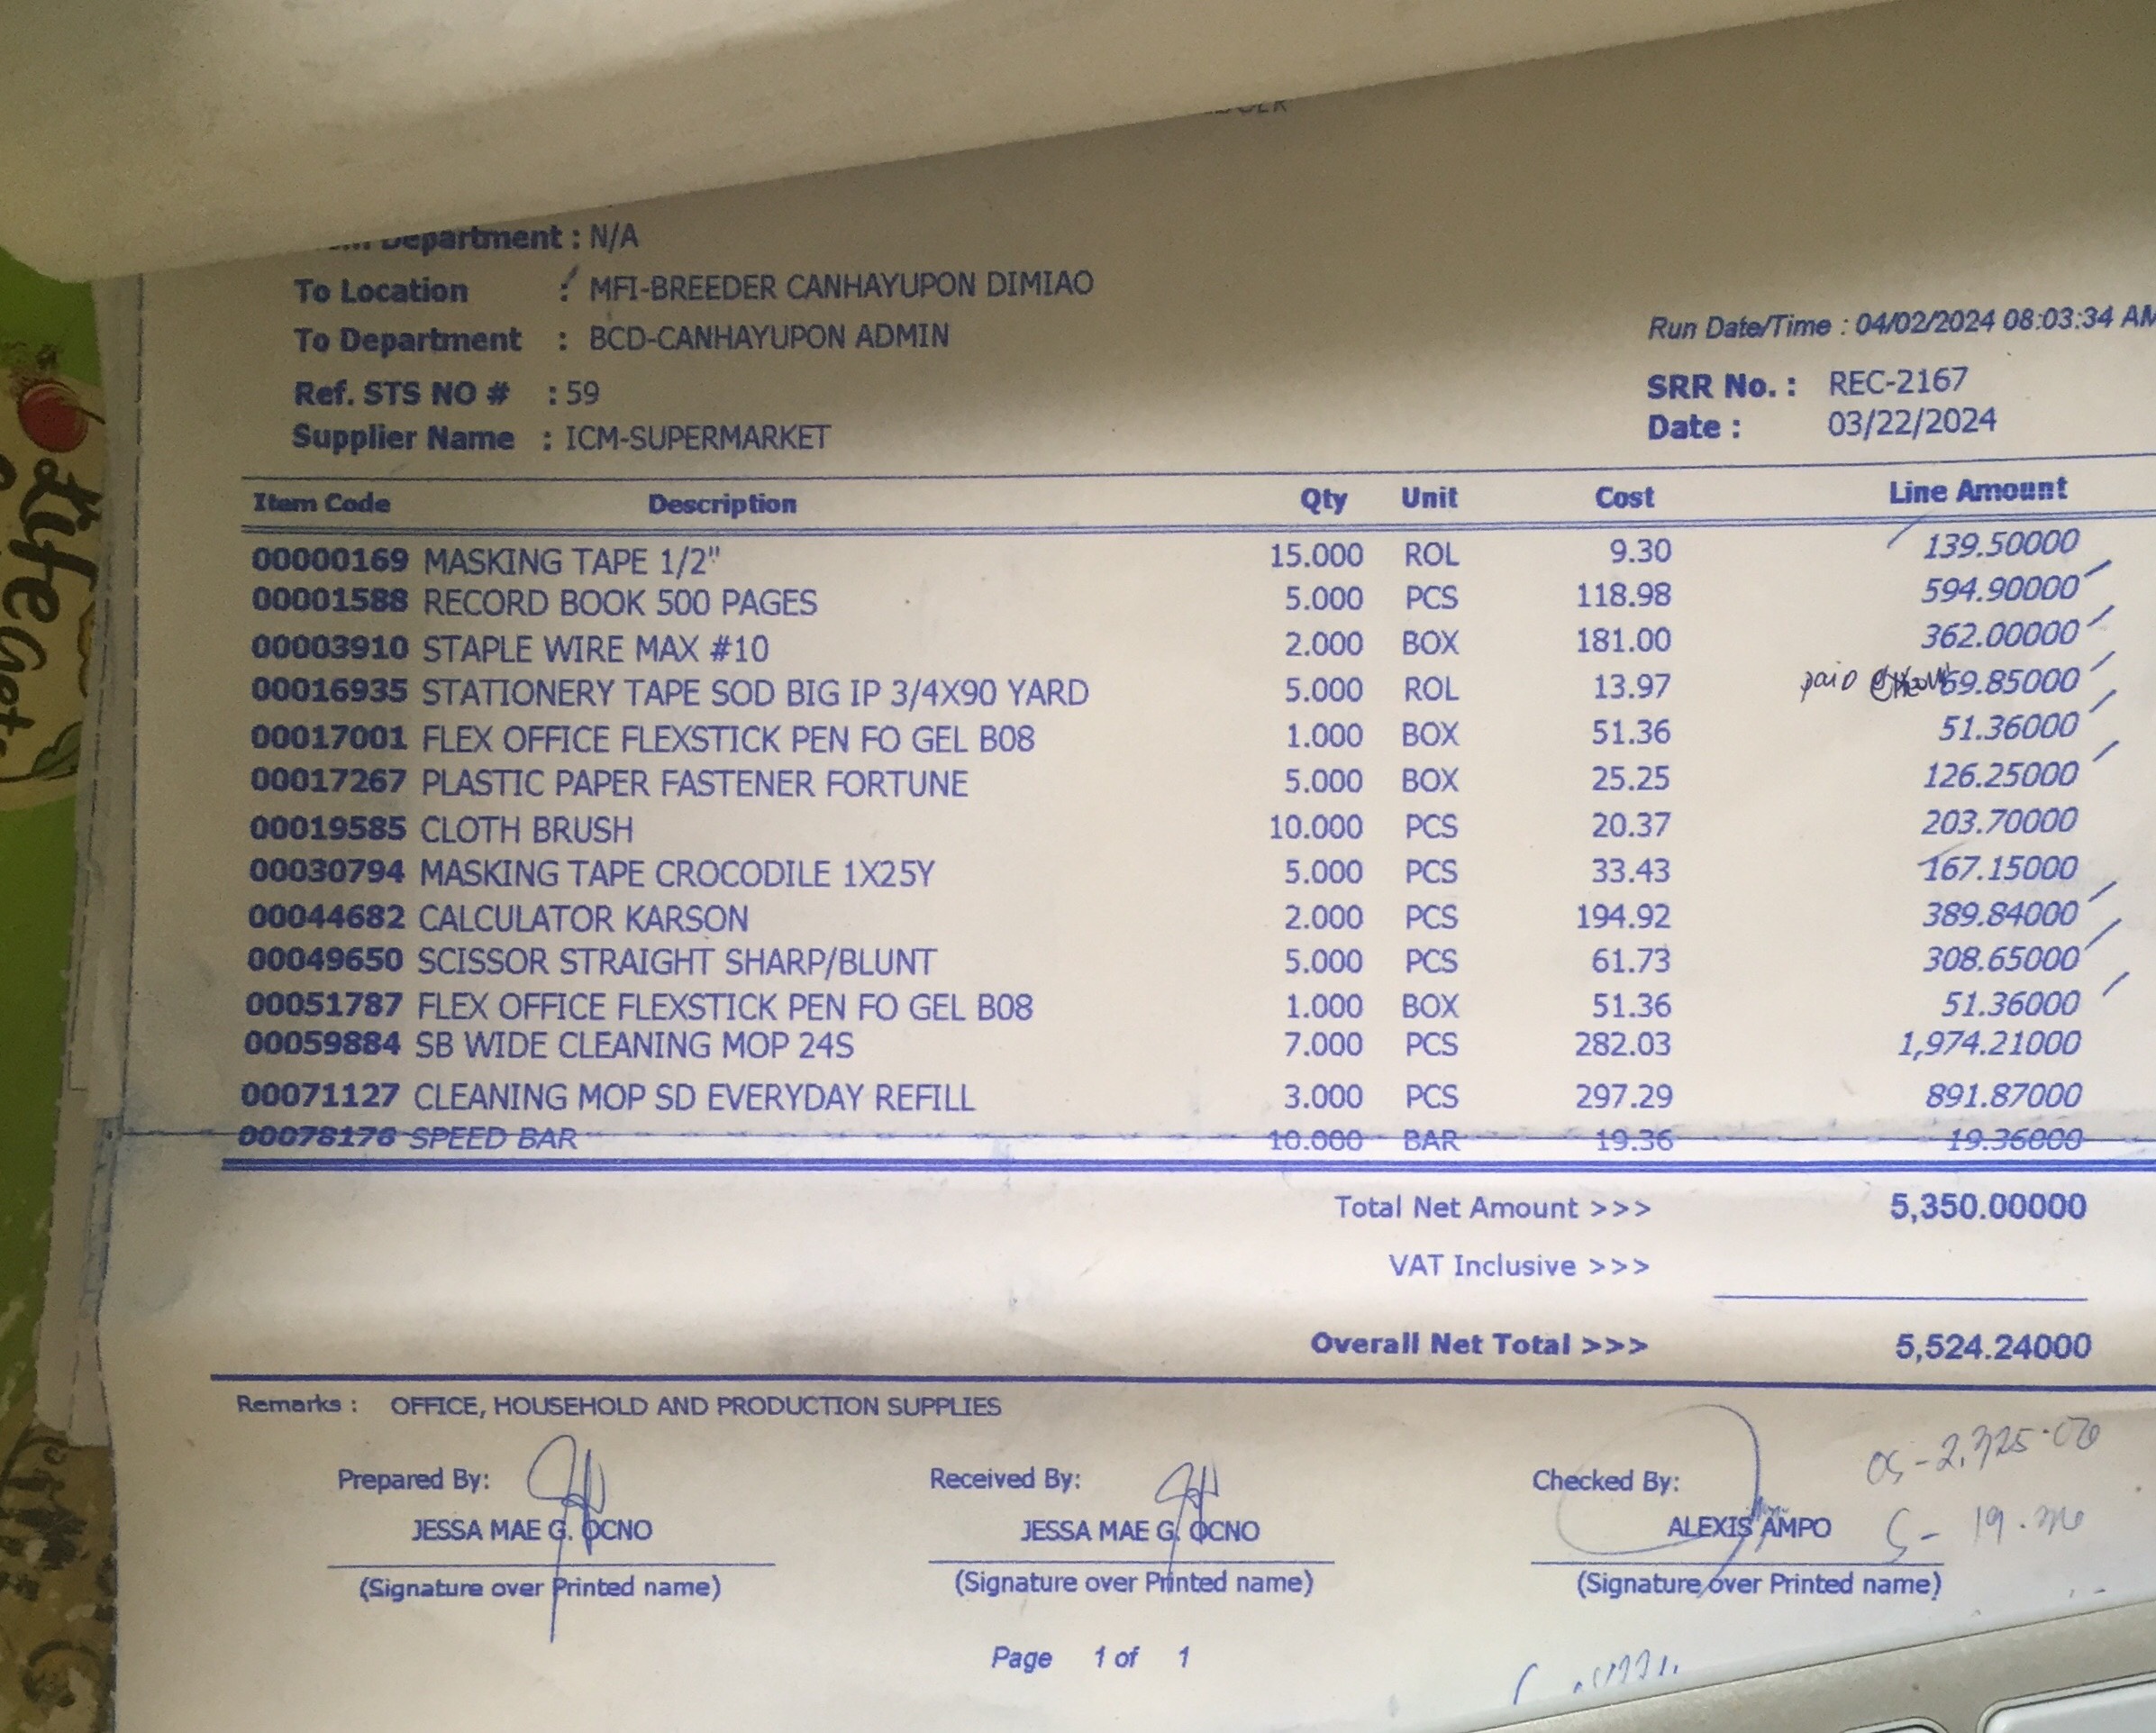 Department : N/A
To Location : MFI-BREEDER CANHAYUPON DIMIAO
To Department : BCD-CANHAYUPON ADMIN
Run Date/Time : 04/02/2024 08:03:34 AM
Ref. STS NO # : 59
SRR No. : REC-2167
Supplier Name : ICM-SUPERMARKET
Date : 03/22/2024
Item Code Description Qty Unit Cost Line Amount
00000169 MASKING TAPE 1/2" 15.000 ROL 9.30 139.50000
00001588 RECORD BOOK 500 PAGES 5.000 PCS 118.98 594.90000
00003910 STAPLE WIRE MAX #10 2.000 BOX 181.00 362.00000
00016935 STATIONERY TAPE SOD BIG IP 3/4X90 YARD 5.000 ROL 13.97 paid 69.85000
00017001 FLEX OFFICE FLEXSTICK PEN FO GEL B08 1.000 BOX 51.36 51.36000
00017267 PLASTIC PAPER FASTENER FORTUNE 5.000 BOX 25.25 126.25000
00019585 CLOTH BRUSH 10.000 PCS 20.37 203.70000
00030794 MASKING TAPE CROCODILE 1X25Y 5.000 PCS 33.43 167.15000
00044682 CALCULATOR KARSON 2.000 PCS 194.92 389.84000
00049650 SCISSOR STRAIGHT SHARP/BLUNT 5.000 PCS 61.73 308.65000
00051787 FLEX OFFICE FLEXSTICK PEN FO GEL B08 1.000 BOX 51.36 51.36000
00059884 SB WIDE CLEANING MOP 24S 7.000 PCS 282.03 1,974.21000
00071127 CLEANING MOP SD EVERYDAY REFILL 3.000 PCS 297.29 891.87000
00078176 SPEED BAR 10.000 BAR 19.36 19.36000
Total Net Amount >>> 5,350.00000
VAT Inclusive >>>
Overall Net Total >>> 5,524.24000
Remarks : OFFICE, HOUSEHOLD AND PRODUCTION SUPPLIES
Prepared By:
Received By:
Checked By:
JESSA MAE G. OCNO
JESSA MAE G. OCNO
ALEXIS AMPO
(Signature over Printed name)
(Signature over Printed name)
(Signature over Printed name)
Page 1 of 1
Life